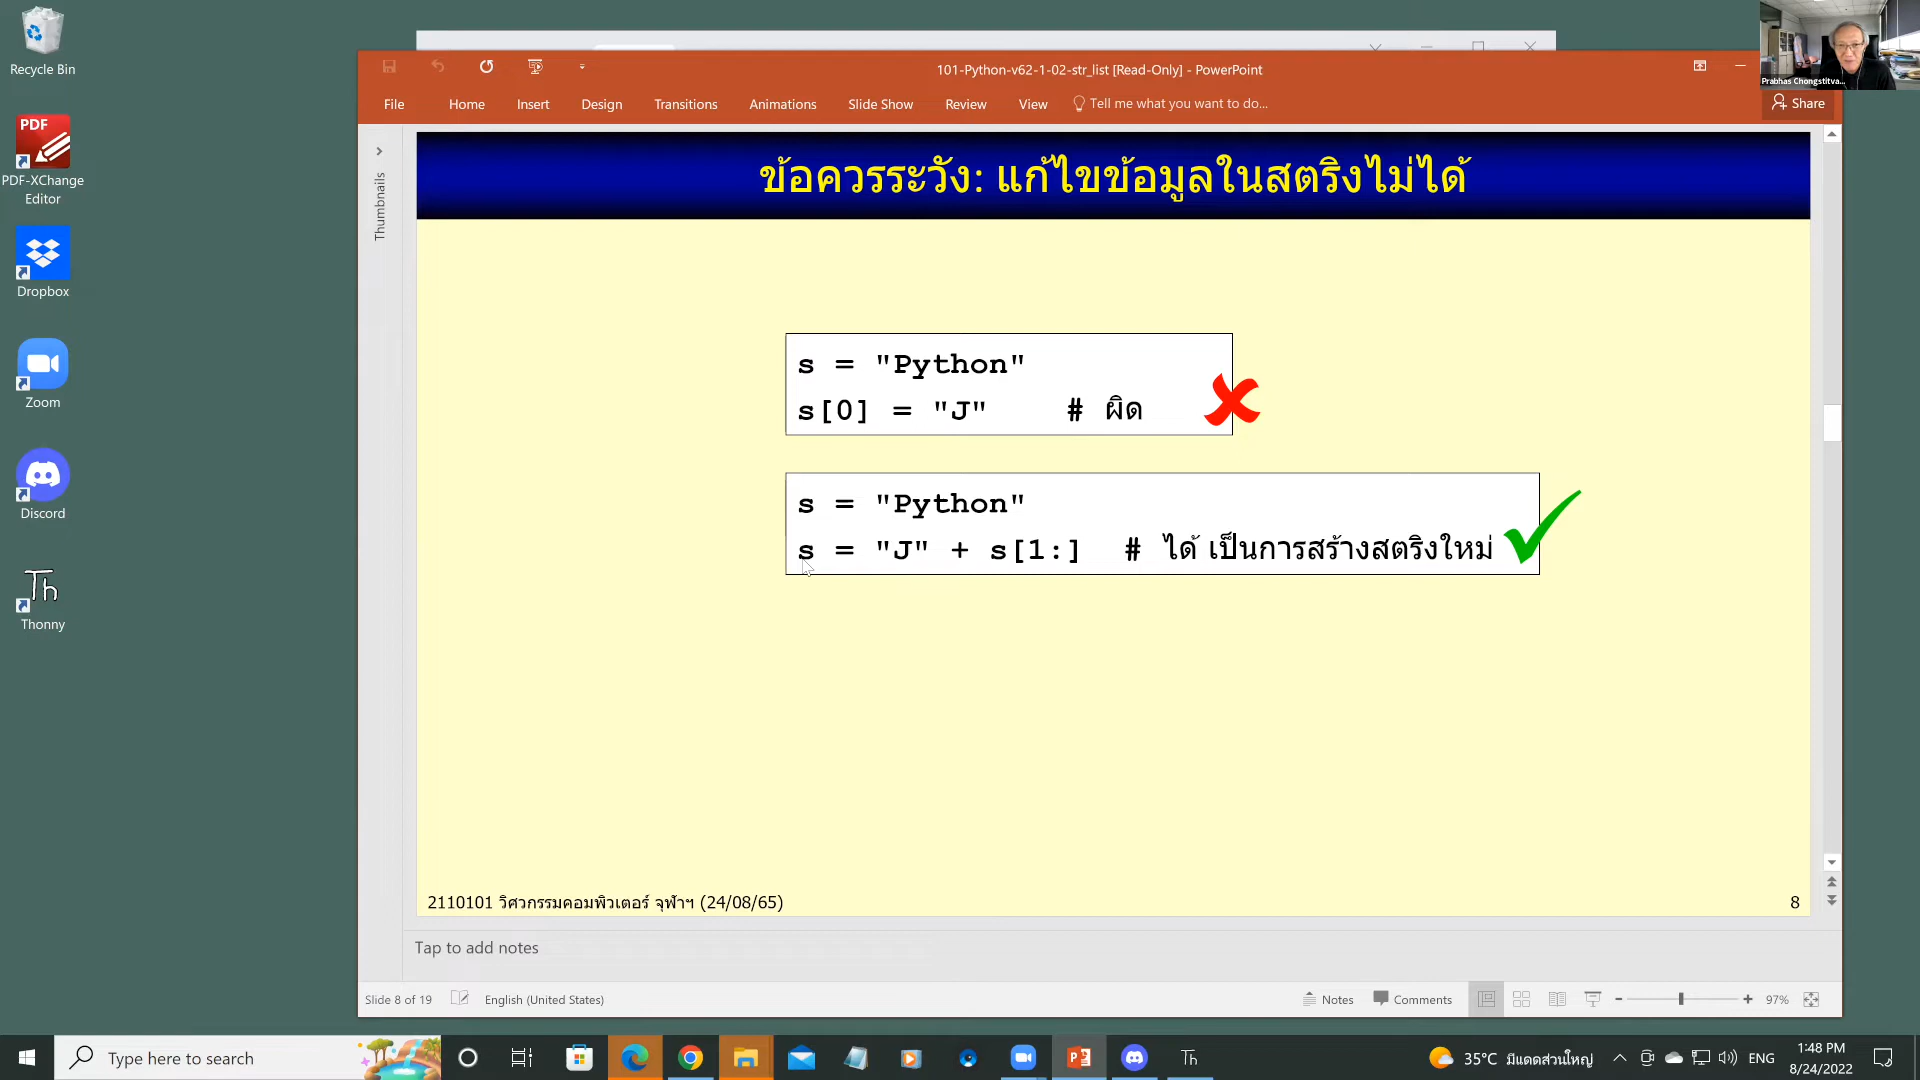 Recycle Bin
PDF
PDF-XChange
Editor
Dropbox
Zoom
Discord
Th
Thonny
101-Python-v62-1-02-str_list [Read-Only] - PowerPoint
Prabhas Chongstitva...
File Home Insert Design Transitions Animations Slide Show Review View Tell me what you want to do... Share
Thumbnails
ข้อควรระวัง: แก้ไขข้อมูลในสตริงไม่ได้
s = "Python"
s[0] = "J" # ผิด
s = "Python"
s = "J" + s[1:] # ได้ เป็นการสร้างสตริงใหม่
2110101 วิศวกรรมคอมพิวเตอร์ จุฬาฯ (24/08/65)
8
Tap to add notes
Slide 8 of 19 English (United States) Notes Comments 97%
Type here to search
Th
35°C มีแดดส่วนใหญ่ ENG
1:48 PM
8/24/2022